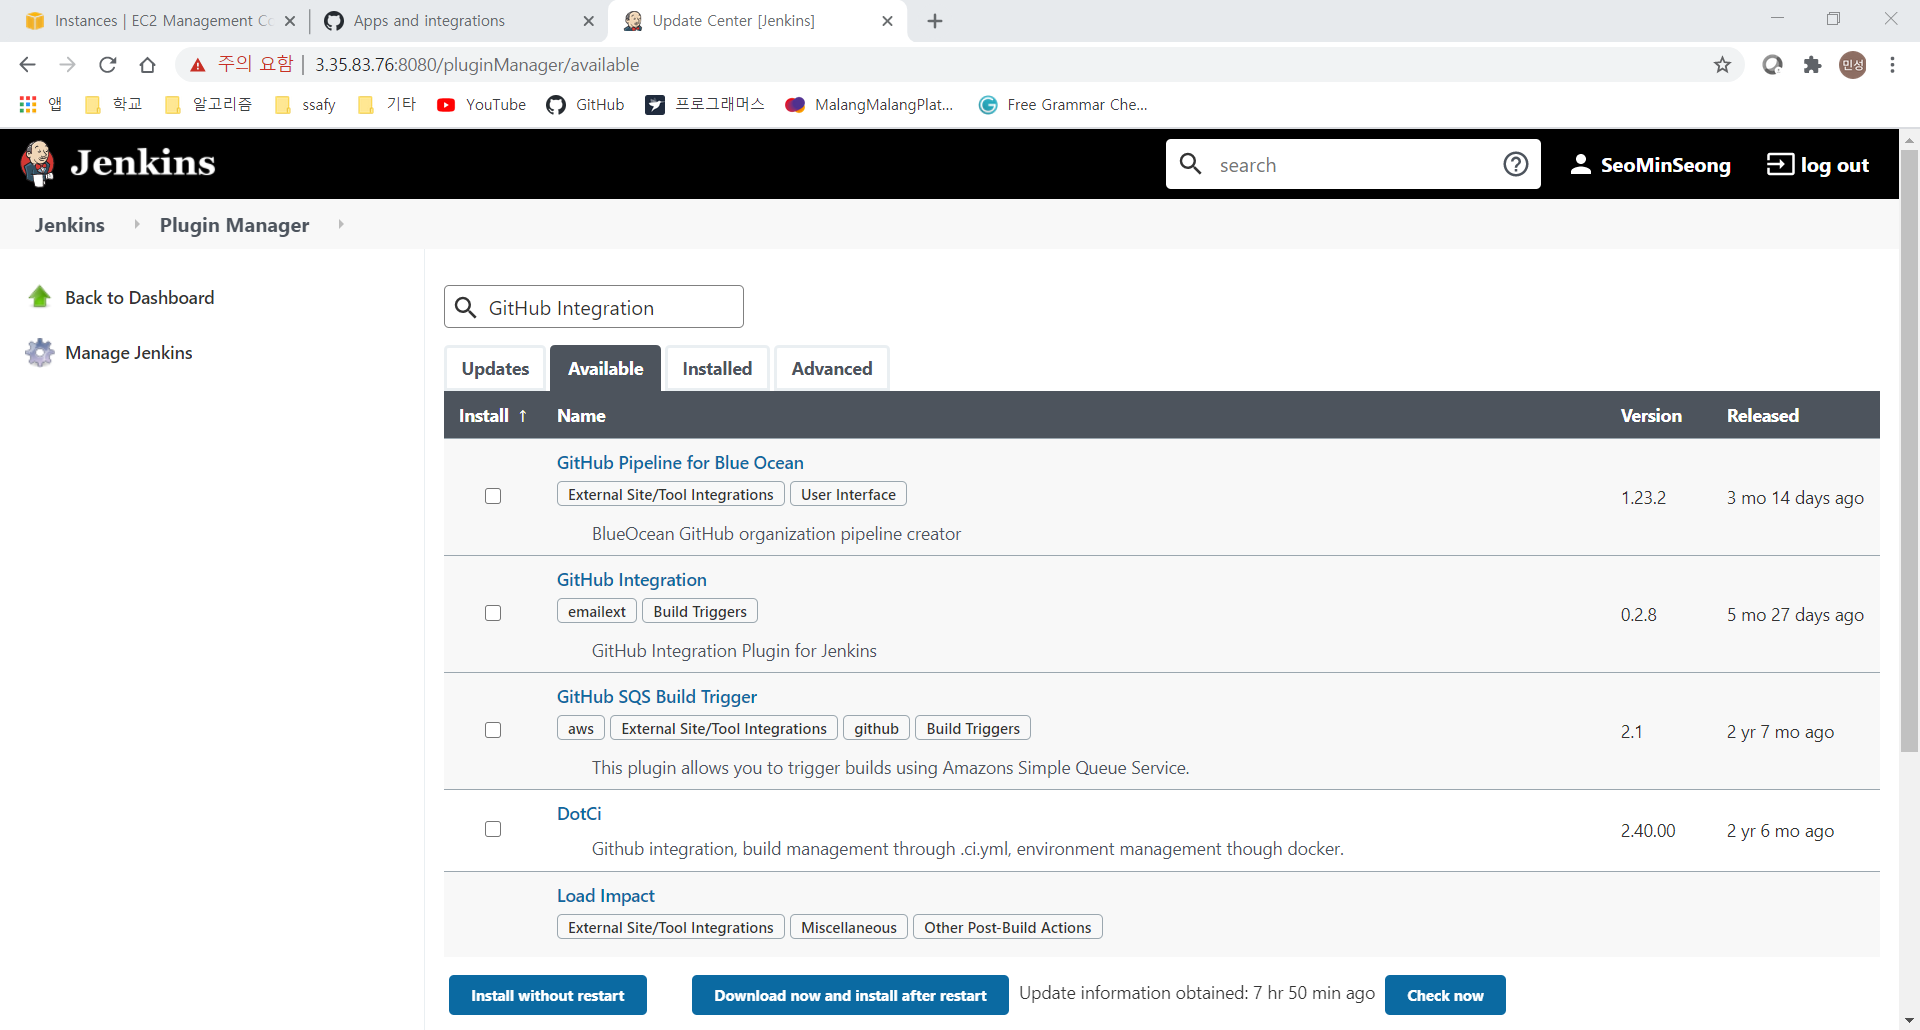 Instances | EC2 Management Co
Apps and integrations
Update Center [Jenkins]
주의 요함 | 3.35.83.76:8080/pluginManager/available
민성
앱
학교
알고리즘
ssafy
기타
YouTube
GitHub
프로그래머스
MalangMalangPlat...
Free Grammar Che...
Jenkins
search
SeoMinSeong
log out
Jenkins
Plugin Manager
Back to Dashboard
Manage Jenkins
GitHub Integration
Updates
Available
Installed
Advanced
Install ↑ Name Version Released
GitHub Pipeline for Blue Ocean
External Site/Tool Integrations User Interface
1.23.2 3 mo 14 days ago
BlueOcean GitHub organization pipeline creator
GitHub Integration
emailext Build Triggers
0.2.8 5 mo 27 days ago
GitHub Integration Plugin for Jenkins
GitHub SQS Build Trigger
aws External Site/Tool Integrations github Build Triggers
2.1 2 yr 7 mo ago
This plugin allows you to trigger builds using Amazons Simple Queue Service.
DotCi
2.40.00 2 yr 6 mo ago
Github integration, build management through .ci.yml, environment management though docker.
Load Impact
External Site/Tool Integrations Miscellaneous Other Post-Build Actions
Install without restart
Download now and install after restart
Update information obtained: 7 hr 50 min ago
Check now